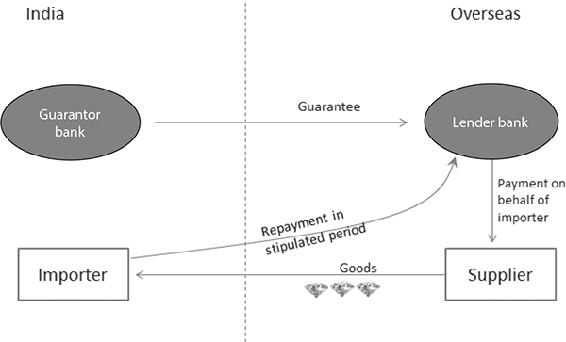 India
Overseas
Guarantor
bank
Guarantee
Lender bank
Payment on
behalf of
importer
Repayment in
stipulated period
Importer
Goods
Supplier